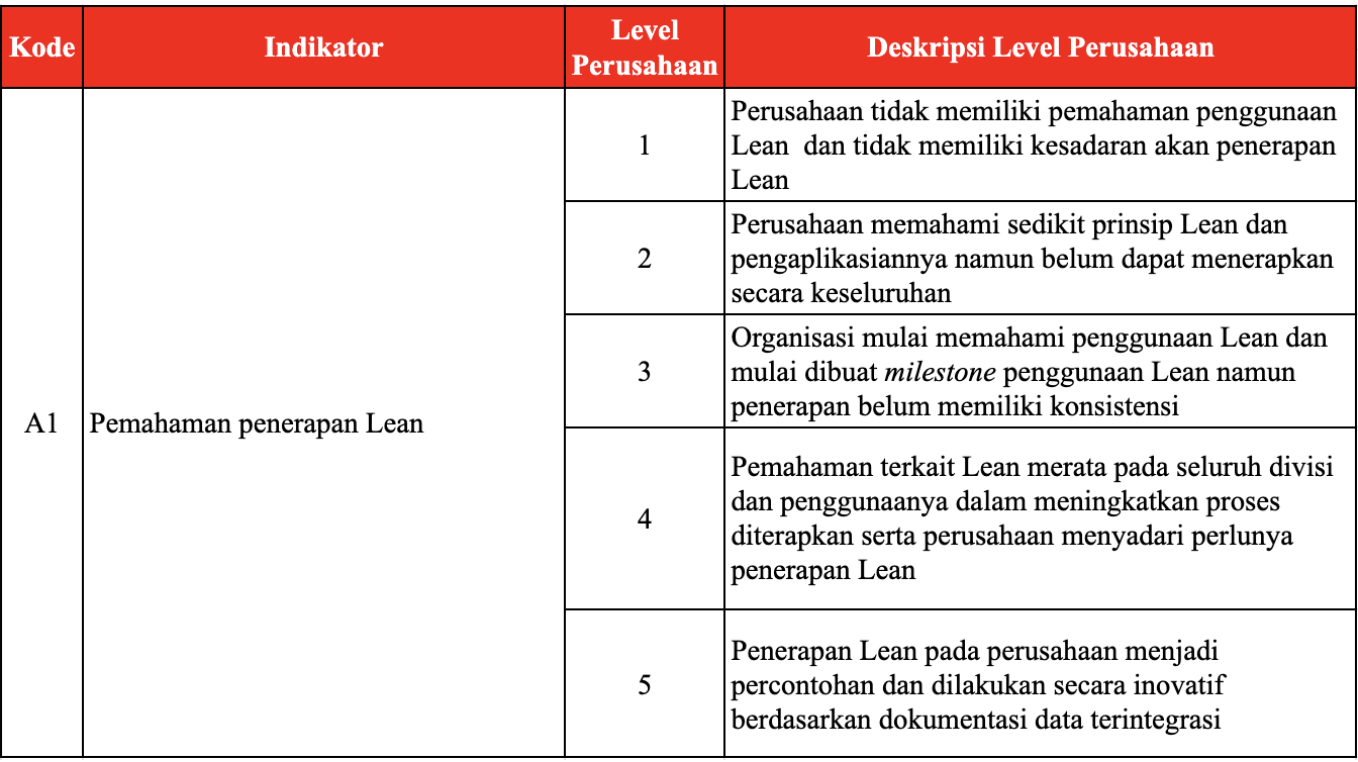 Kode
Indikator
Level
Perusahaan
Deskripsi Level Perusahaan
A1
Pemahaman penerapan Lean
1
Perusahaan tidak memiliki pemahaman penggunaan
Lean  dan tidak memiliki kesadaran akan penerapan
Lean
2
Perusahaan memahami sedikit prinsip Lean dan
pengaplikasiannya namun belum dapat menerapkan
secara keseluruhan
3
Organisasi mulai memahami penggunaan Lean dan
mulai dibuat milestone penggunaan Lean namun
penerapan belum memiliki konsistensi
4
Pemahaman terkait Lean merata pada seluruh divisi
dan penggunaanya dalam meningkatkan proses
diterapkan serta perusahaan menyadari perlunya
penerapan Lean
5
Penerapan Lean pada perusahaan menjadi
percontohan dan dilakukan secara inovatif
berdasarkan dokumentasi data terintegrasi